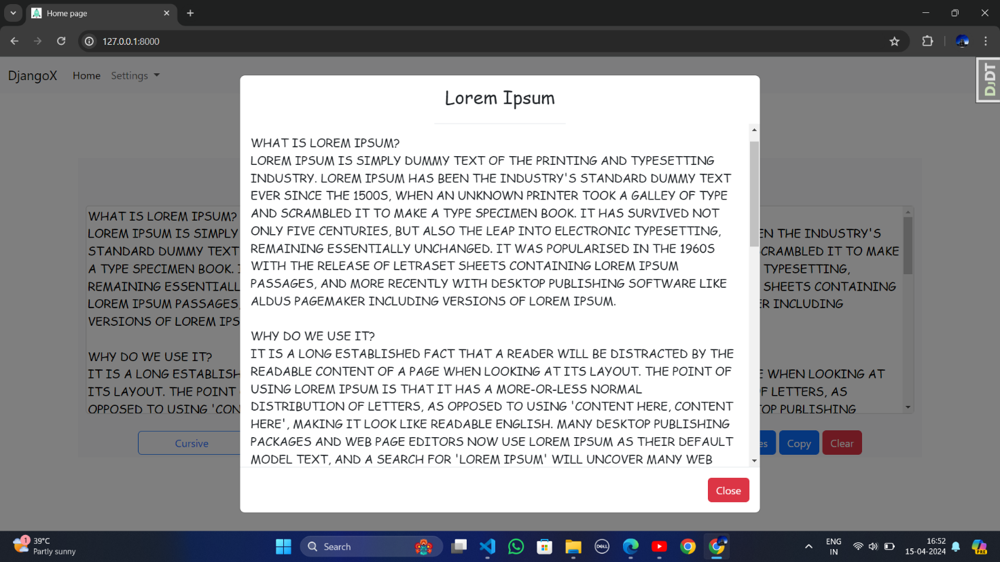 Home page
127.0.0.1:8000
DjangoX Home Settings
DJDT
Lorem Ipsum
WHAT IS LOREM IPSUM?
LOREM IPSUM IS SIMPLY DUMMY TEXT OF THE PRINTING AND TYPESETTING
INDUSTRY. LOREM IPSUM HAS BEEN THE INDUSTRY'S STANDARD DUMMY TEXT
EVER SINCE THE 1500S, WHEN AN UNKNOWN PRINTER TOOK A GALLEY OF TYPE
AND SCRAMBLED IT TO MAKE A TYPE SPECIMEN BOOK. IT HAS SURVIVED NOT
ONLY FIVE CENTURIES, BUT ALSO THE LEAP INTO ELECTRONIC TYPESETTING,
REMAINING ESSENTIALLY UNCHANGED. IT WAS POPULARISED IN THE 1960S
WITH THE RELEASE OF LETRASET SHEETS CONTAINING LOREM IPSUM
PASSAGES, AND MORE RECENTLY WITH DESKTOP PUBLISHING SOFTWARE LIKE
ALDUS PAGEMAKER INCLUDING VERSIONS OF LOREM IPSUM.
WHY DO WE USE IT?
IT IS A LONG ESTABLISHED FACT THAT A READER WILL BE DISTRACTED BY THE
READABLE CONTENT OF A PAGE WHEN LOOKING AT ITS LAYOUT. THE POINT OF
USING LOREM IPSUM IS THAT IT HAS A MORE-OR-LESS NORMAL
DISTRIBUTION OF LETTERS, AS OPPOSED TO USING 'CONTENT HERE, CONTENT
HERE', MAKING IT LOOK LIKE READABLE ENGLISH. MANY DESKTOP PUBLISHING
PACKAGES AND WEB PAGE EDITORS NOW USE LOREM IPSUM AS THEIR DEFAULT
MODEL TEXT, AND A SEARCH FOR 'LOREM IPSUM' WILL UNCOVER MANY WEB
Close
WHAT IS LOREM IPSUM?
LOREM IPSUM IS SIMPLY
STANDARD DUMMY TEXT
A TYPE SPECIMEN BOOK.
REMAINING ESSENTIALL
LOREM IPSUM PASSAGES,
VERSIONS OF LOREM IPS
WHY DO WE USE IT?
IT IS A LONG ESTABLISH
ITS LAYOUT. THE POINT
OPPOSED TO USING 'CON
EN THE INDUSTRY'S
SCRAMBLED IT TO MAKE
TYPESETTING,
SHEETS CONTAINING
ER INCLUDING
WHEN LOOKING AT
F LETTERS, AS
TOP PUBLISHING
Cursive
es Copy Clear
1
39°C
Partly sunny
Search
DELL
ENG
IN
16:52
15-04-2024
PRE